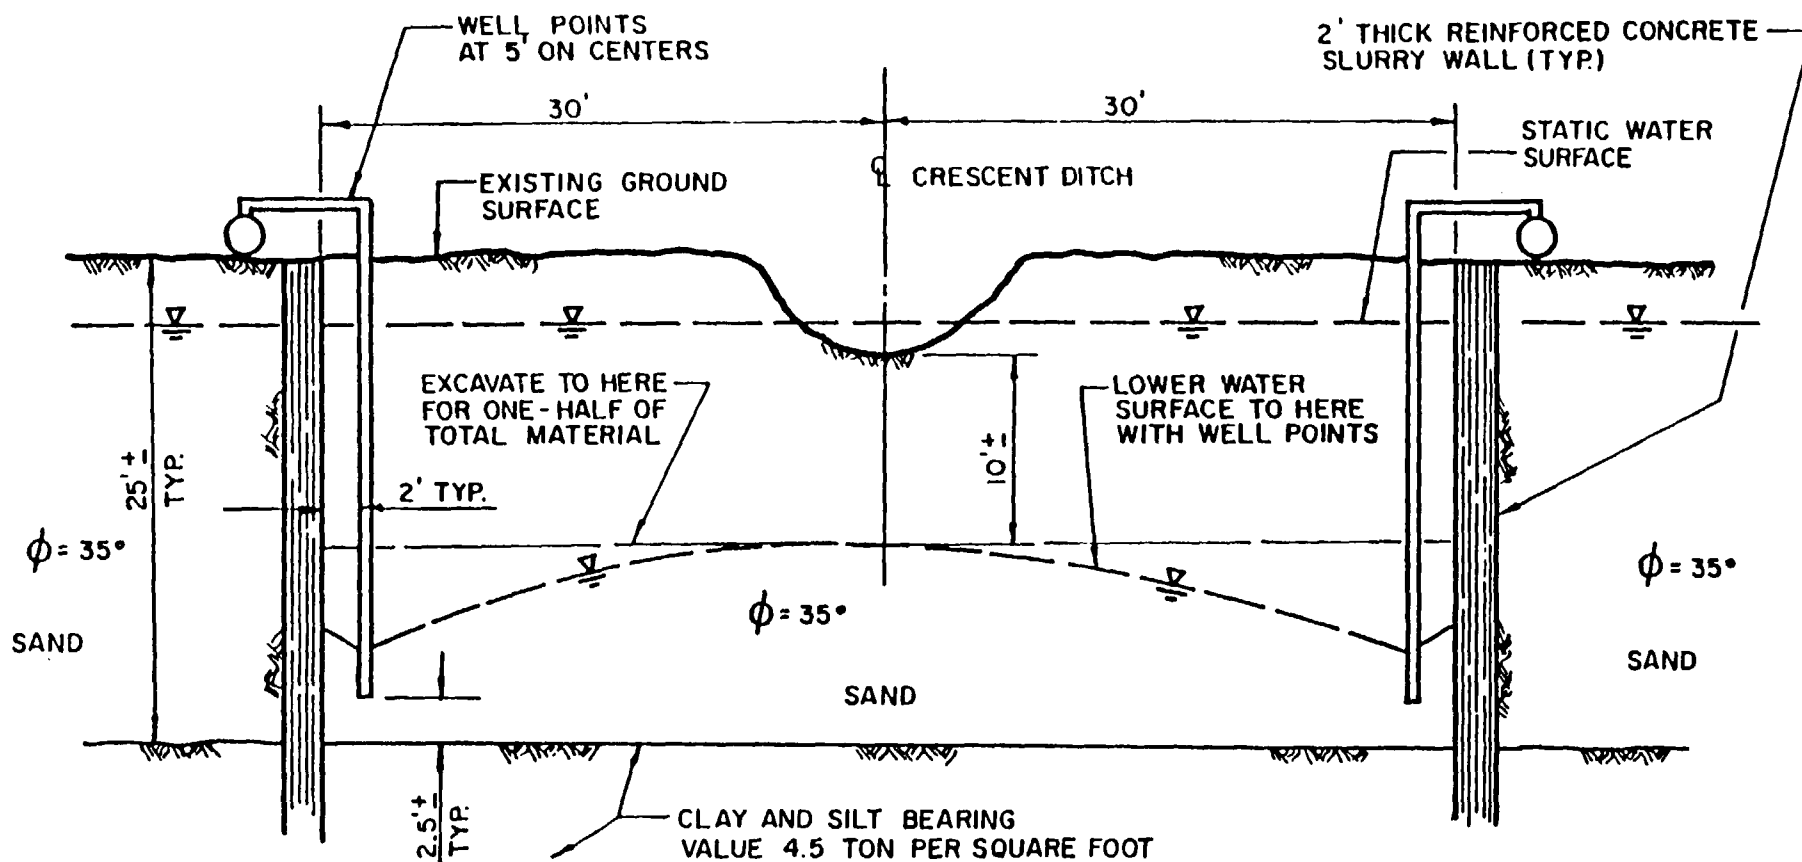 WELL POINTS
AT 5' ON CENTERS
2' THICK REINFORCED CONCRETE
SLURRY WALL (TYP.)
30'
30'
STATIC WATER
SURFACE
EXISTING GROUND
SURFACE
℄ CRESCENT DITCH
EXCAVATE TO HERE
FOR ONE-HALF OF
TOTAL MATERIAL
LOWER WATER
SURFACE TO HERE
WITH WELL POINTS
25'±
TYP.
10'±
2' TYP.
ϕ = 35°
ϕ = 35°
ϕ = 35°
SAND
SAND
SAND
2.5'±
TYP.
CLAY AND SILT BEARING
VALUE 4.5 TON PER SQUARE FOOT